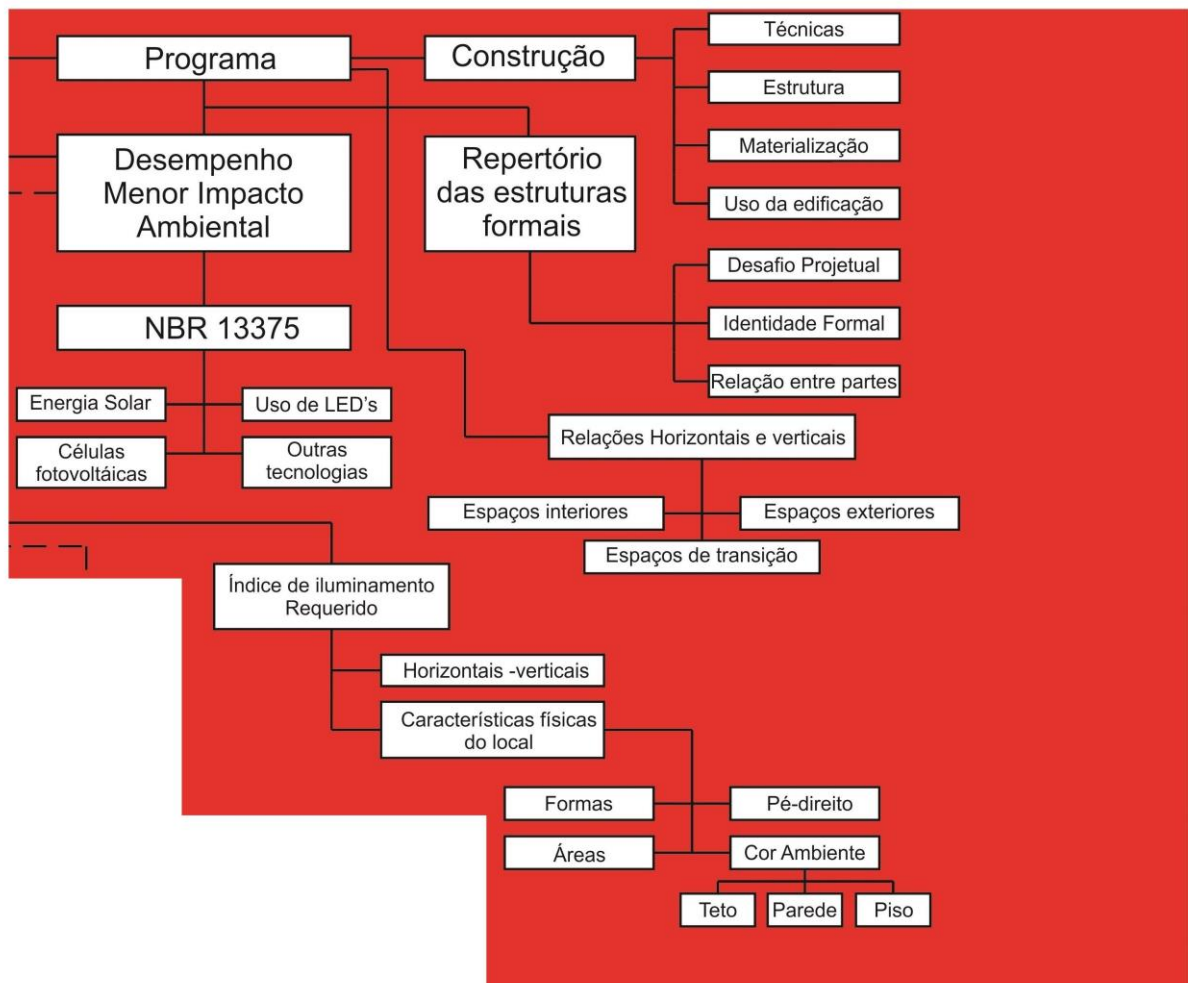 Programa
Construção
Técnicas
Estrutura
Materialização
Uso da edificação
Desempenho
Menor Impacto
Ambiental
Repertório
das estruturas
formais
Desafio Projetual
Identidade Formal
Relação entre partes
NBR 13375
Energia Solar
Uso de LED's
Células
fotovoltáicas
Outras
tecnologias
Relações Horizontais e verticais
Espaços interiores
Espaços exteriores
Espaços de transição
Índice de iluminamento
Requerido
Horizontais -verticais
Característícas físicas
do local
Formas
Pé-direito
Áreas
Cor Ambiente
Teto
Parede
Piso